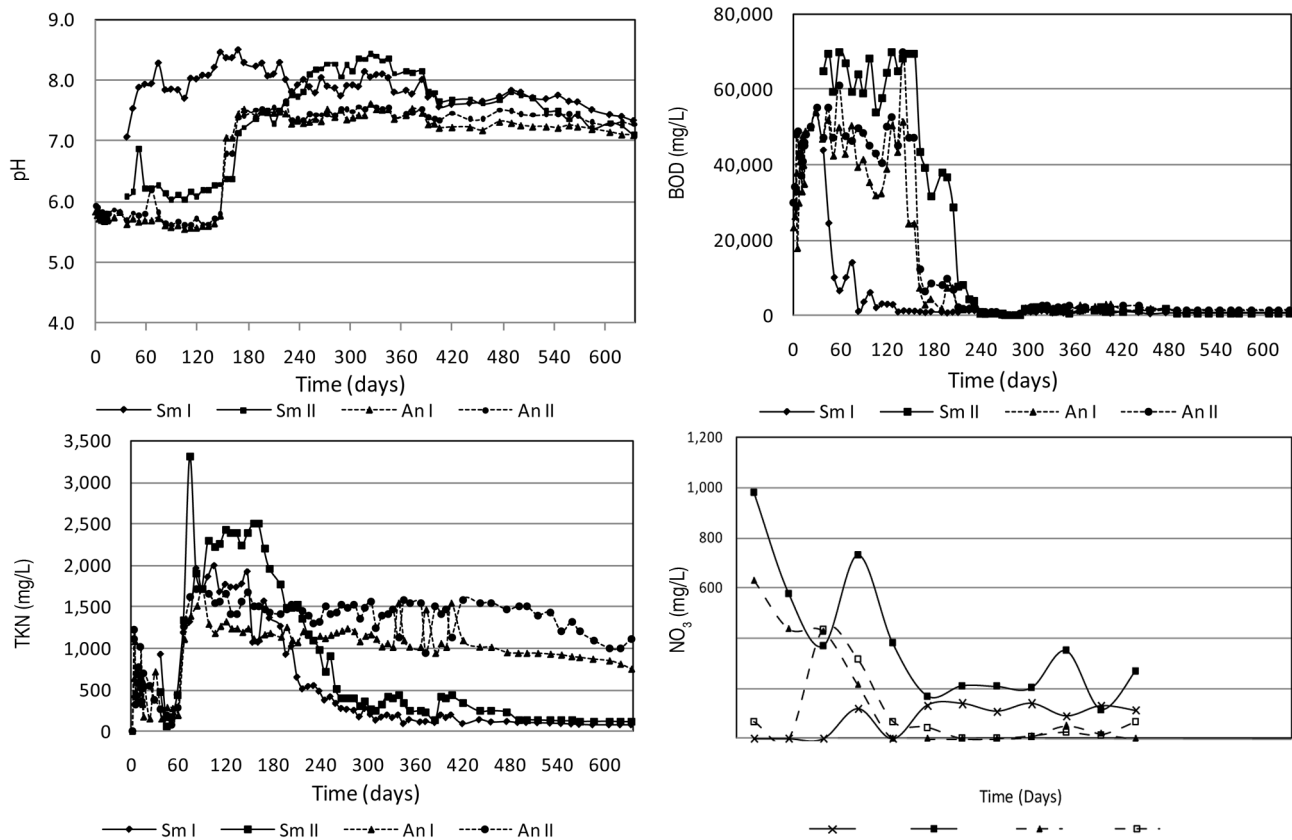 9.0
8.0
7.0
6.0
5.0
4.0
pH
0 60 120 180 240 300 360 420 480 540 600
Time (days)
Sm I Sm II An I An II
80,000
60,000
40,000
20,000
0
BOD (mg/L)
0 60 120 180 240 300 360 420 480 540 600
Time (days)
Sm I Sm II An I An II
3,500
3,000
2,500
2,000
1,500
1,000
500
0
TKN (mg/L)
0 60 120 180 240 300 360 420 480 540 600
Time (days)
Sm I Sm II An I An II
1,200
1,000
800
600
NO3 (mg/L)
Time (Days)